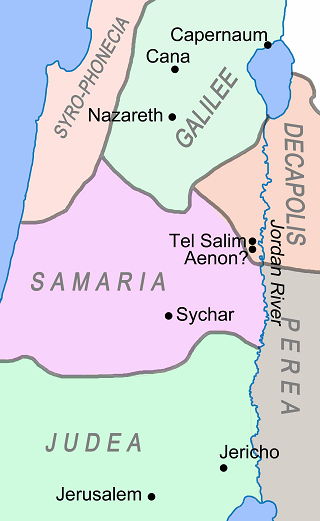 Capernaum
Cana
SYRO-PHONECIA
GALILEE
Nazareth
DECAPOLIS
Tel Salim
Aenon?
Jordan River
SAMARIA
Sychar
PEREA
JUDEA
Jericho
Jerusalem